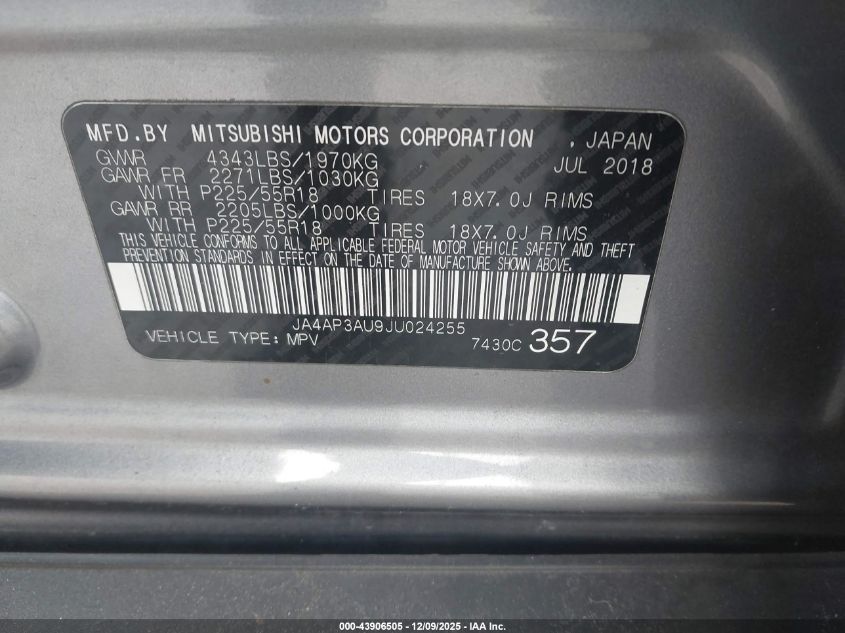 MFD.BY MITSUBISHI MOTORS CORPORATION , JAPAN
GVWR 4343LBS/1970KG JUL 2018
GAWR FR 2271LBS/1030KG
WITH P225/55R18 TIRES 18X7.0J RIMS
GAWR RR 2205LBS/1000KG
WITH P225/55R18 TIRES 18X7.0J RIMS
THIS VEHICLE CONFORMS TO ALL APPLICABLE FEDERAL MOTOR VEHICLE SAFETY AND THEFT
PREVENTION STANDARDS IN EFFECT ON THE DATE OF MANUFACTURE SHOWN ABOVE.
JA4AP3AU9JU024255
VEHICLE TYPE:MPV 7430C 357
000-43906505 - 12/09/2025 - IAA Inc.